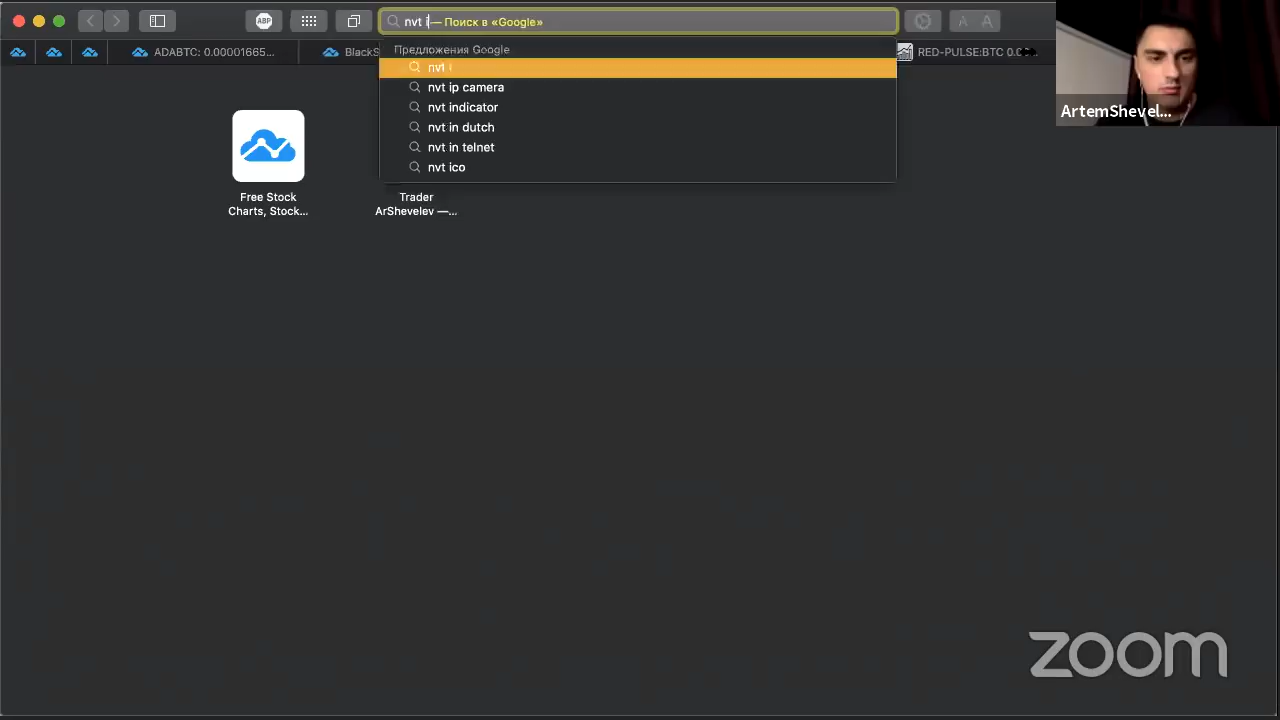 nvt i — Поиск в «Google»
ABP
A A
ADABTC: 0.00001665...
BlackS
RED-PULSE:BTC 0.0
Предложения Google
nvt i
nvt ip camera
nvt indicator
nvt in dutch
nvt in telnet
nvt ico
Free Stock
Charts, Stock...
Trader
ArShevelev —...
ArtemShevel...
zoom